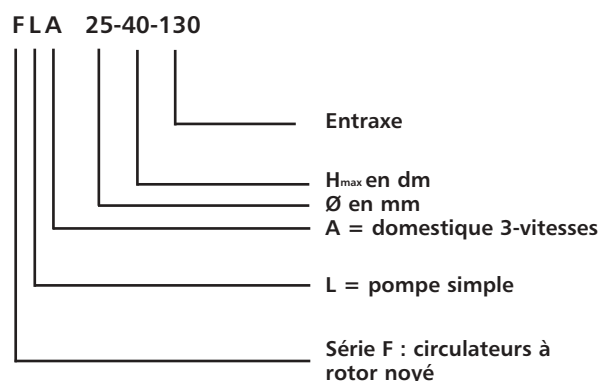 FLA 25-40-130
Entraxe
Hmax en dm
Ø en mm
A = domestique 3-vitesses
L = pompe simple
Série F : circulateurs à
rotor noyé